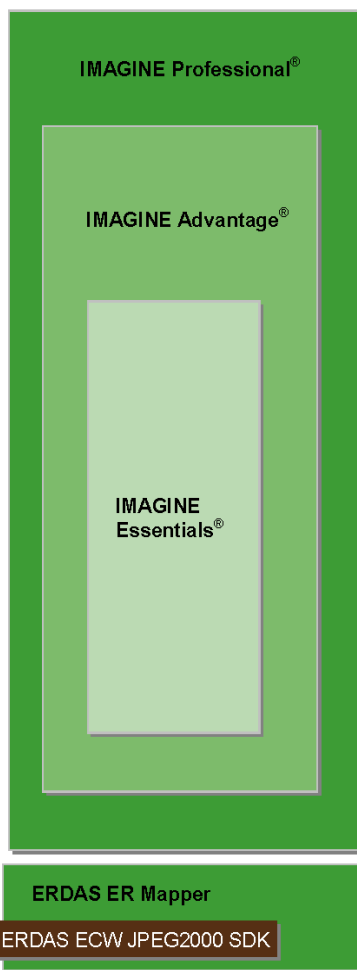 IMAGINE Professional®
IMAGINE Advantage®
IMAGINE
Essentials®
ERDAS ER Mapper
ERDAS ECW JPEG2000 SDK